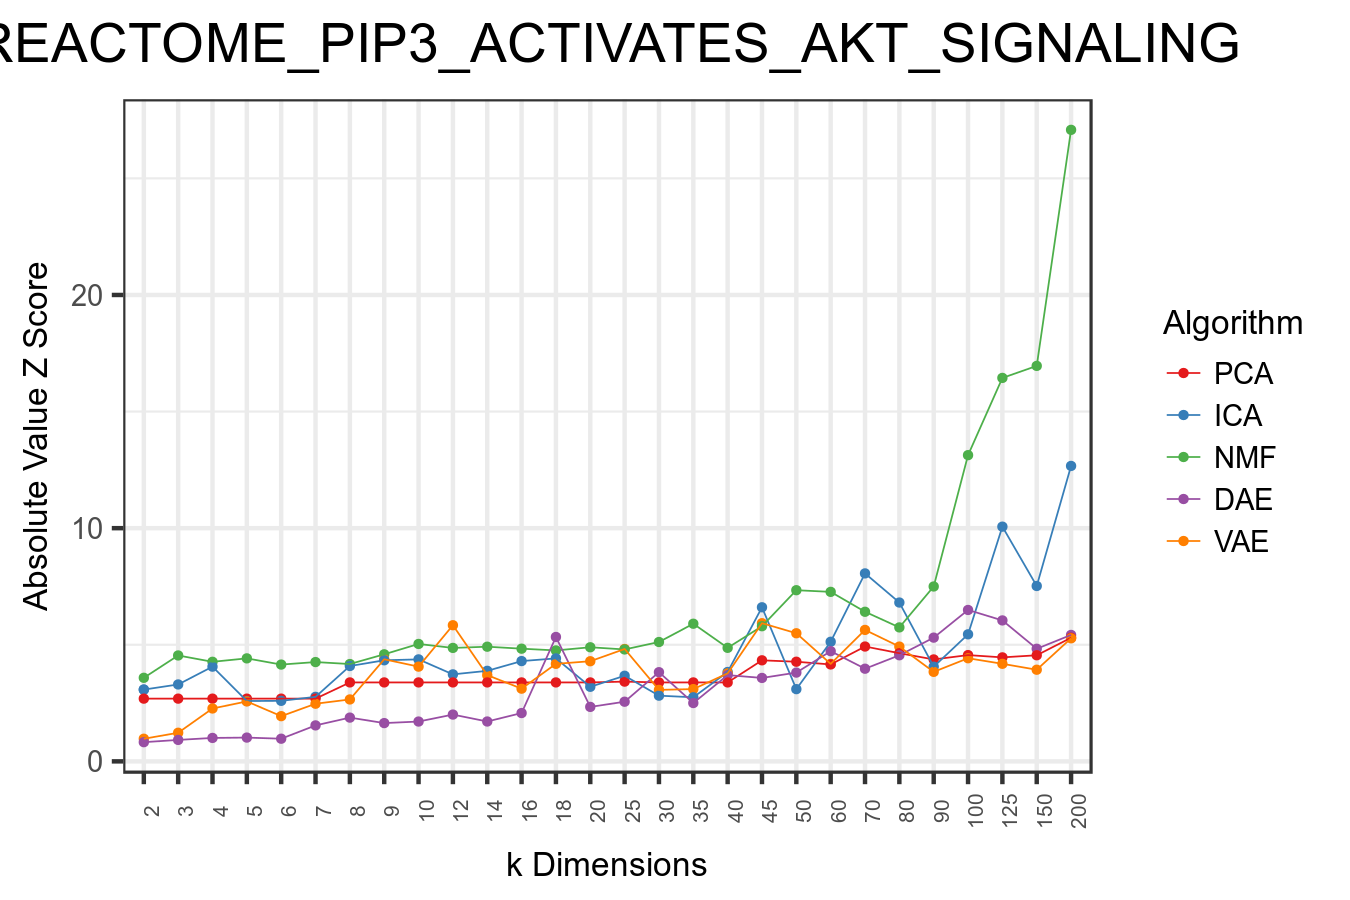 REACTOME_PIP3_ACTIVATES_AKT_SIGNALING
Absolute Value Z Score
20
10
0
2 3 4 5 6 7 8 9 10 12 14 16 18 20 25 30 35 40 45 50 60 70 80 90 100 125 150 200
k Dimensions
Algorithm
PCA
ICA
NMF
DAE
VAE